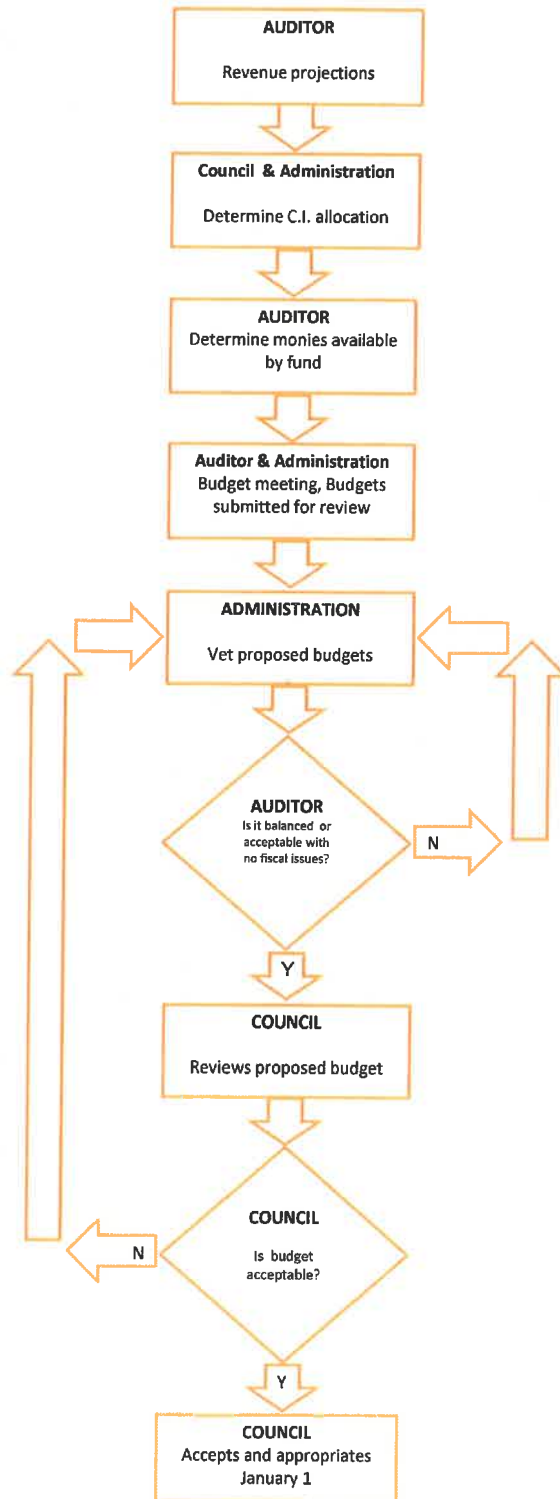 AUDITOR
Revenue projections
Council & Administration
Determine C.I. allocation
AUDITOR
Determine monies available
by fund
Auditor & Administration
Budget meeting, Budgets
submitted for review
ADMINISTRATION
Vet proposed budgets
AUDITOR
Is it balanced or
acceptable with
no fiscal issues?
N
Y
COUNCIL
Reviews proposed budget
COUNCIL
Is budget
acceptable?
N
Y
COUNCIL
Accepts and appropriates
January 1